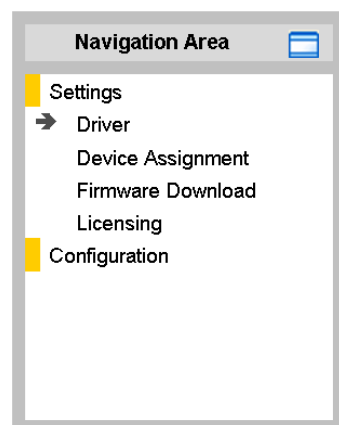 Navigation Area
Settings
Driver
Device Assignment
Firmware Download
Licensing
Configuration